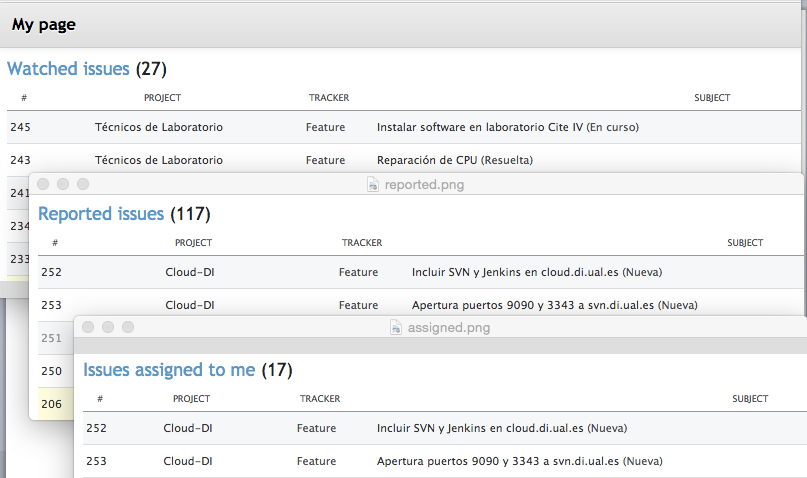 My page
Watched issues (27)
# PROJECT TRACKER SUBJECT
245 Técnicos de Laboratorio Feature Instalar software en laboratorio Cite IV (En curso)
243 Técnicos de Laboratorio Feature Reparación de CPU (Resuelta)
241
234
233
reported.png
Reported issues (117)
# PROJECT TRACKER SUBJECT
252 Cloud-DI Feature Incluir SVN y Jenkins en cloud.di.ual.es (Nueva)
253 Cloud-DI Feature Apertura puertos 9090 y 3343 a svn.di.ual.es (Nueva)
251
250
206
assigned.png
Issues assigned to me (17)
# PROJECT TRACKER SUBJECT
252 Cloud-DI Feature Incluir SVN y Jenkins en cloud.di.ual.es (Nueva)
253 Cloud-DI Feature Apertura puertos 9090 y 3343 a svn.di.ual.es (Nueva)